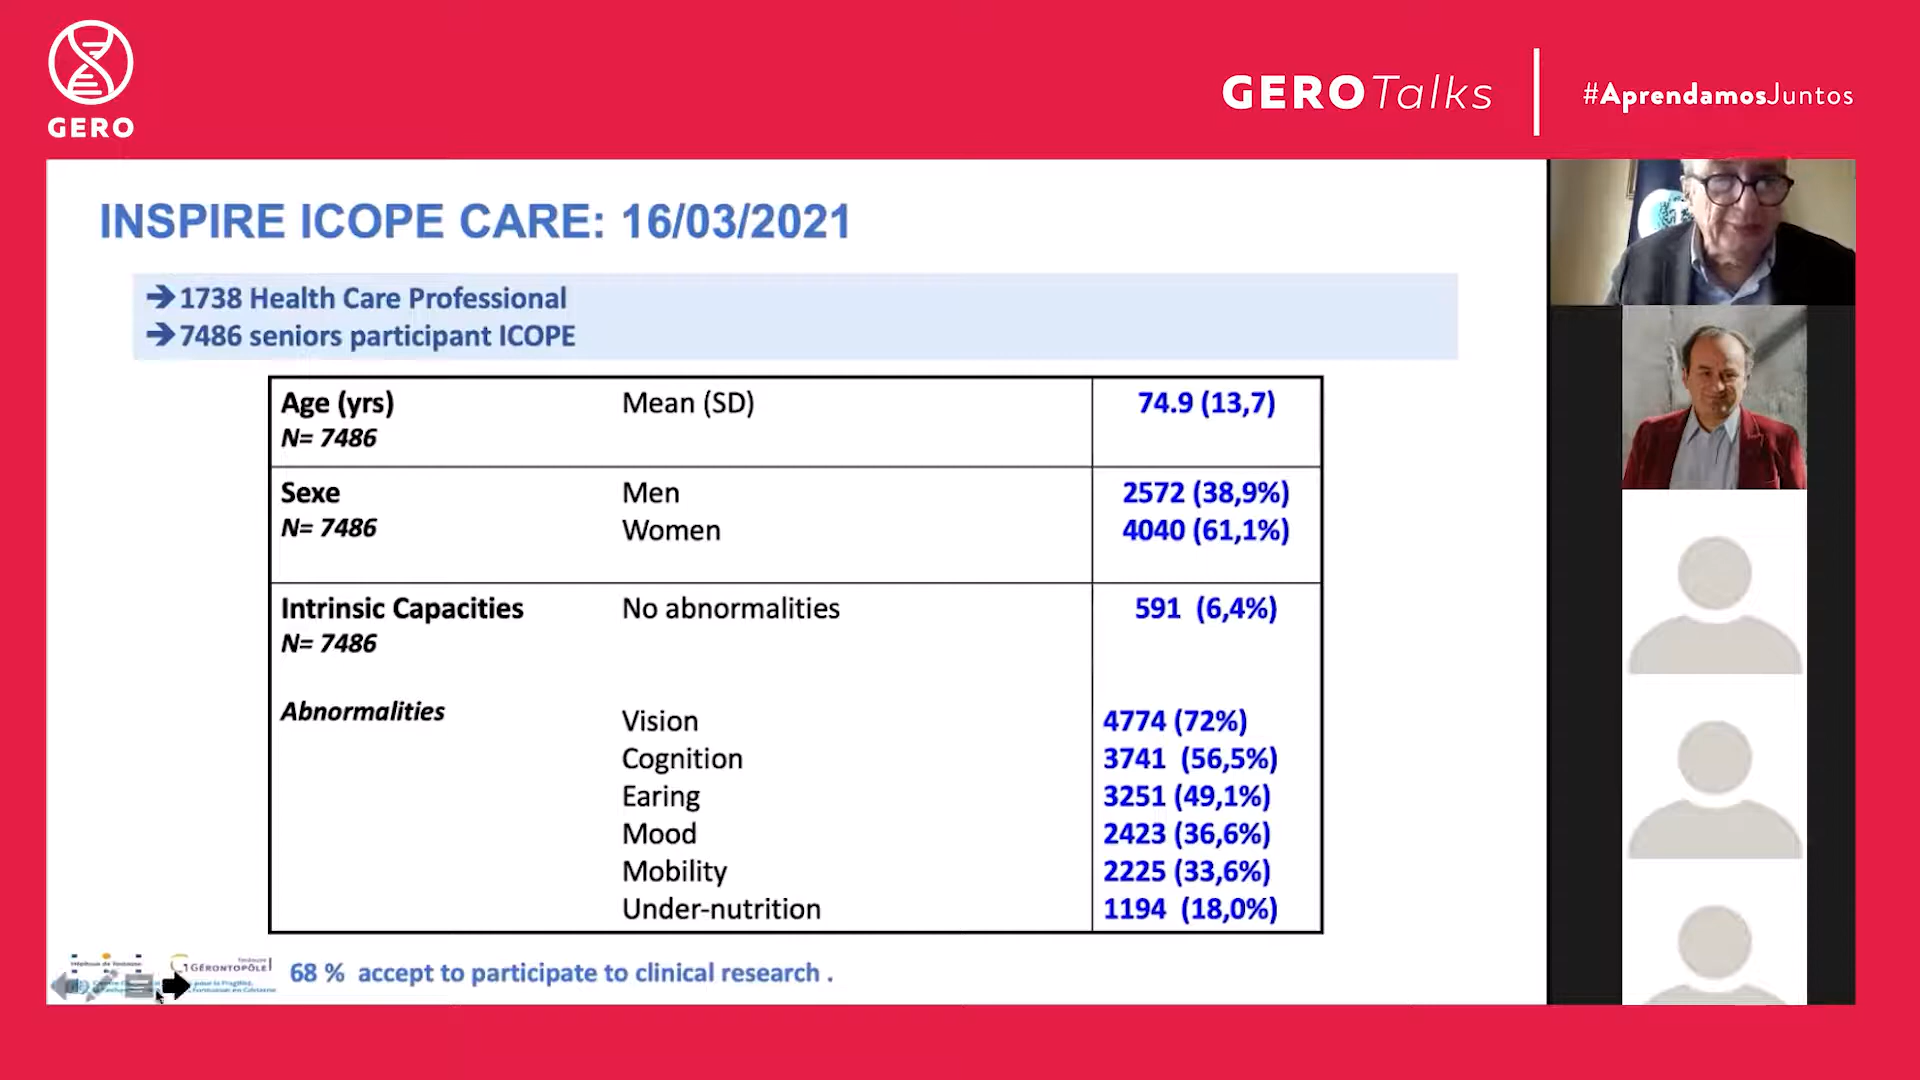 GERO
GERO Talks
#AprendamosJuntos
INSPIRE ICOPE CARE: 16/03/2021
➔ 1738 Health Care Professional
➔ 7486 seniors participant ICOPE
Age (yrs) Mean (SD) 74.9 (13,7)
N= 7486
Sexe Men 2572 (38,9%)
N= 7486 Women 4040 (61,1%)
Intrinsic Capacities No abnormalities 591 (6,4%)
N= 7486
Abnormalities Vision 4774 (72%)
Cognition 3741 (56,5%)
Earing 3251 (49,1%)
Mood 2423 (36,6%)
Mobility 2225 (33,6%)
Under-nutrition 1194 (18,0%)
GÉRONTOPÔLE
68 % accept to participate to clinical research .